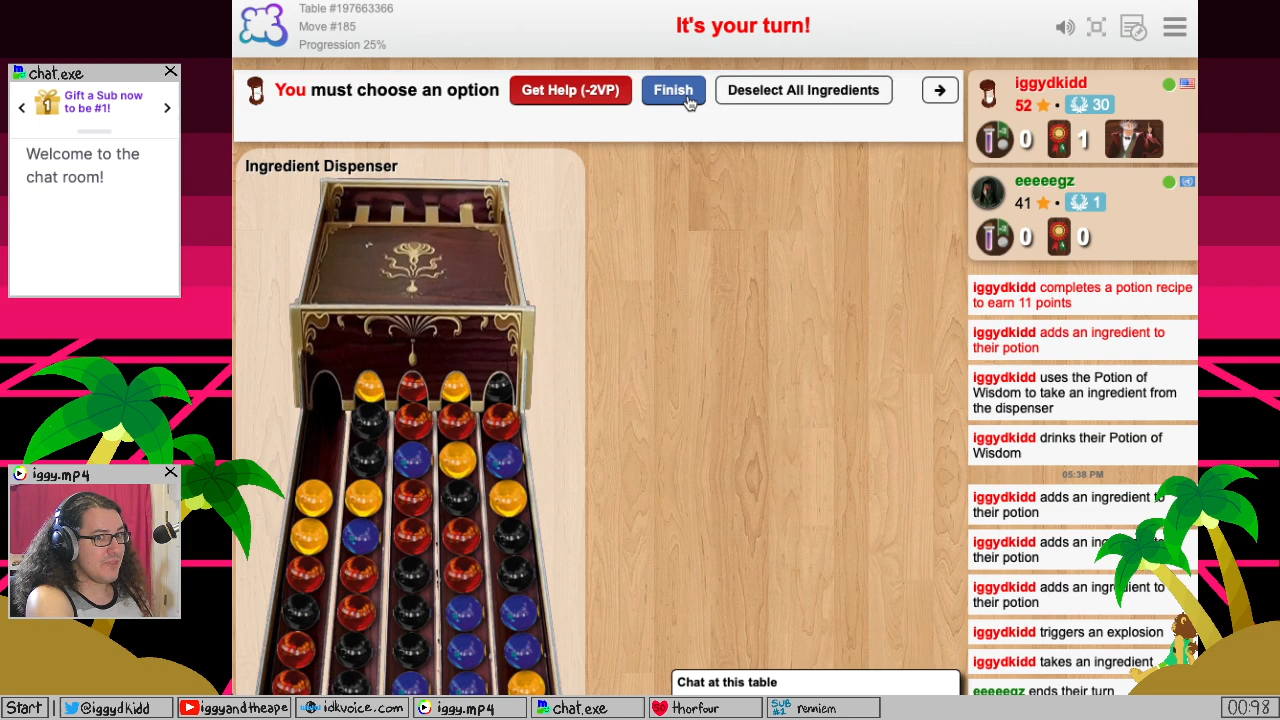 Table #197663366
Move #185
Progression 25%
It's your turn!
chat.exe
Gift a Sub now
to be #1!
1
Welcome to the
chat room!
You must choose an option
Get Help (-2VP)
Finish
Deselect All Ingredients
Ingredient Dispenser
iggydkidd
52 • 30
0 1
eeeeegz
41 • 1
0 0
iggydkidd completes a potion recipe
to earn 11 points
iggydkidd adds an ingredient to
their potion
iggydkidd uses the Potion of
Wisdom to take an ingredient from
the dispenser
iggydkidd drinks their Potion of
Wisdom
05:38 PM
iggydkidd adds an ingredient to
their potion
iggydkidd adds an ingredient to
their potion
iggydkidd adds an ingredient to
their potion
iggydkidd triggers an explosion
iggydkidd takes an ingredient
eeeeegz ends their turn
iggy.mp4
Chat at this table
Start
@iggydkidd
iggyandtheape
idkvoice.com
iggy.mp4
chat.exe
thorfour
SUB #1 renniem
00:98